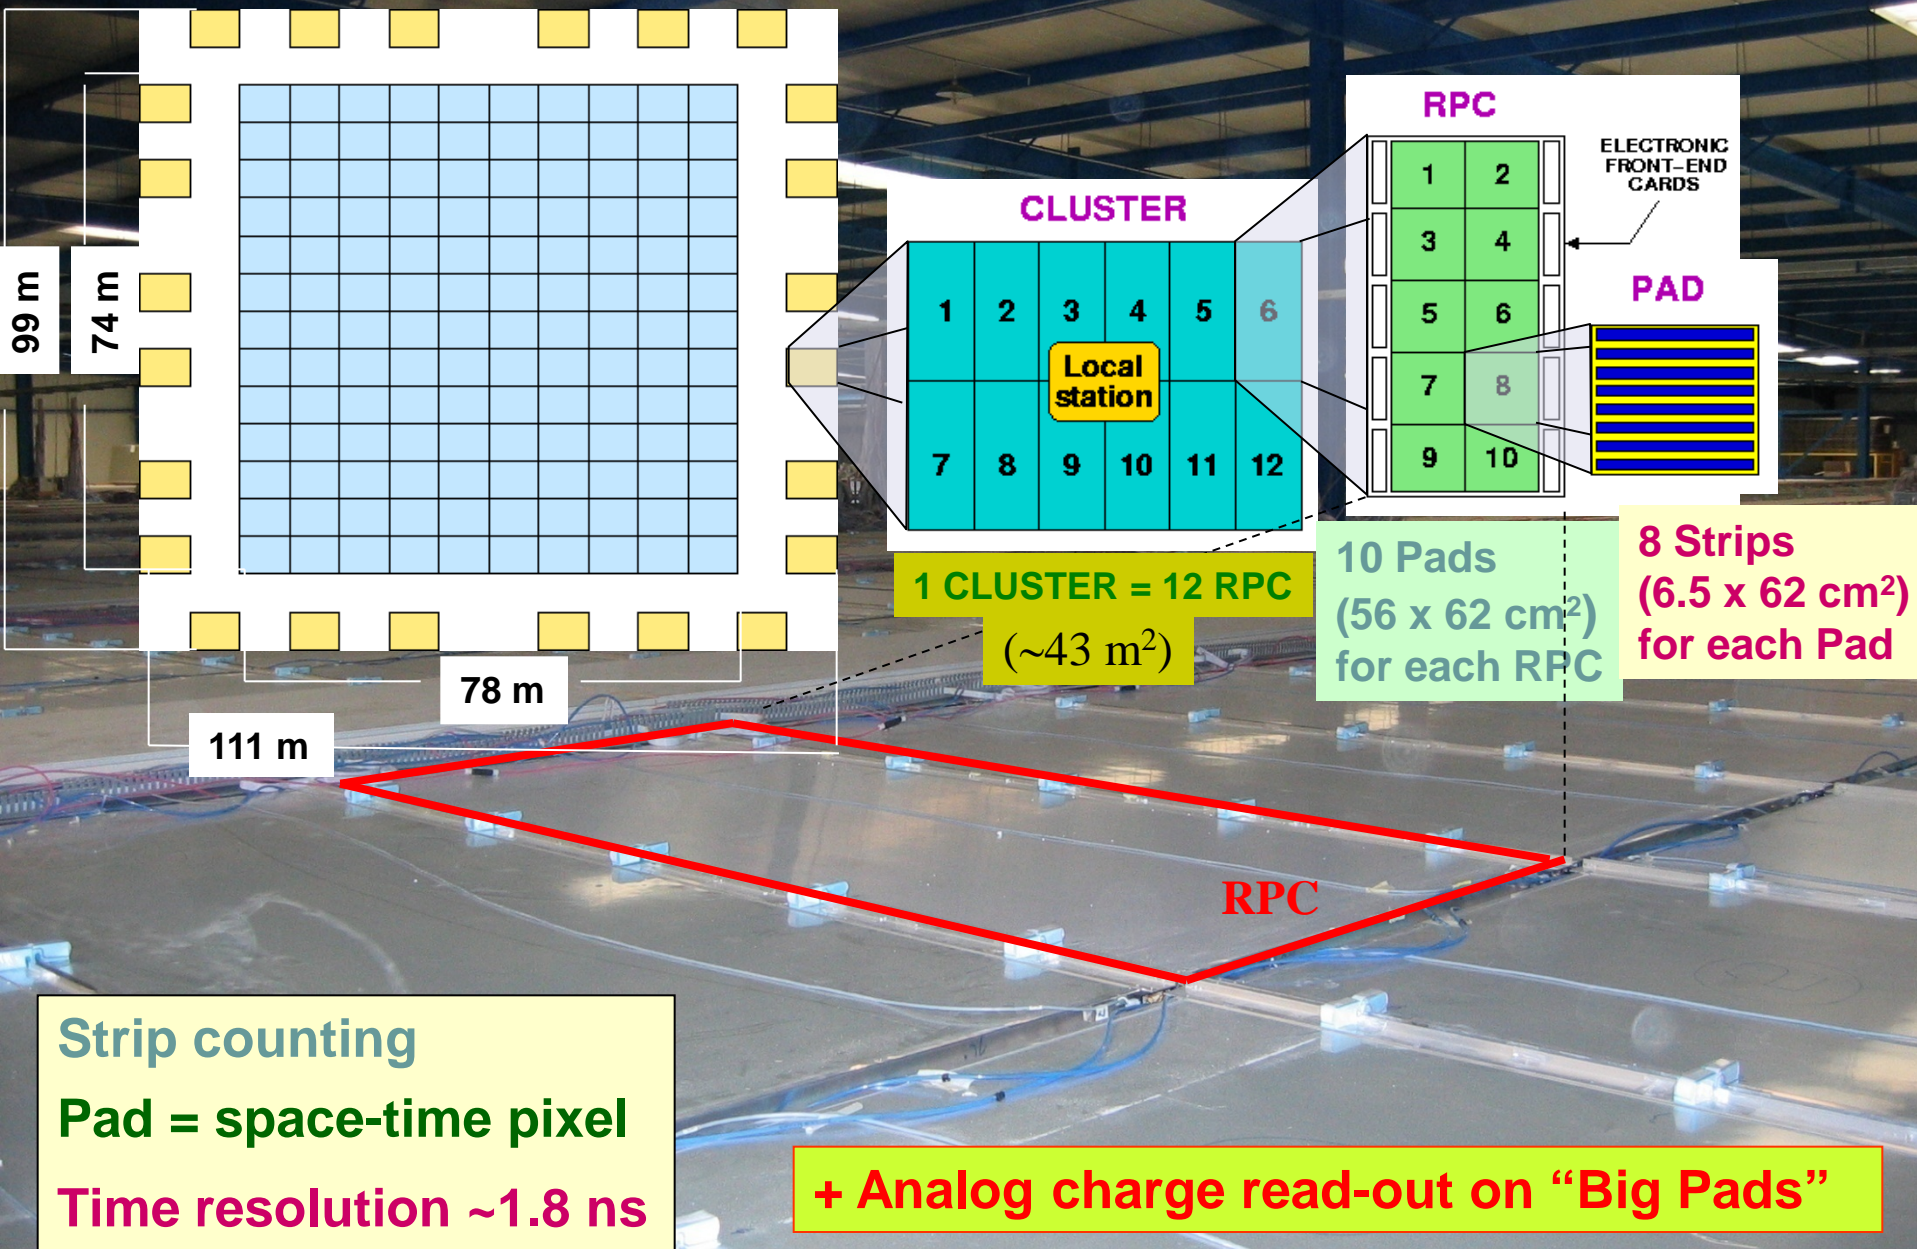 99 m
74 m
78 m
111 m
CLUSTER
1 2 3 4 5 6
Local
station
7 8 9 10 11 12
1 CLUSTER = 12 RPC
(~43 m²)
RPC
1 2
3 4
5 6
7 8
9 10
ELECTRONIC
FRONT–END
CARDS
PAD
10 Pads
(56 x 62 cm²)
for each RPC
8 Strips
(6.5 x 62 cm²)
for each Pad
RPC
Strip counting
Pad = space-time pixel
Time resolution ~1.8 ns
+ Analog charge read-out on “Big Pads”